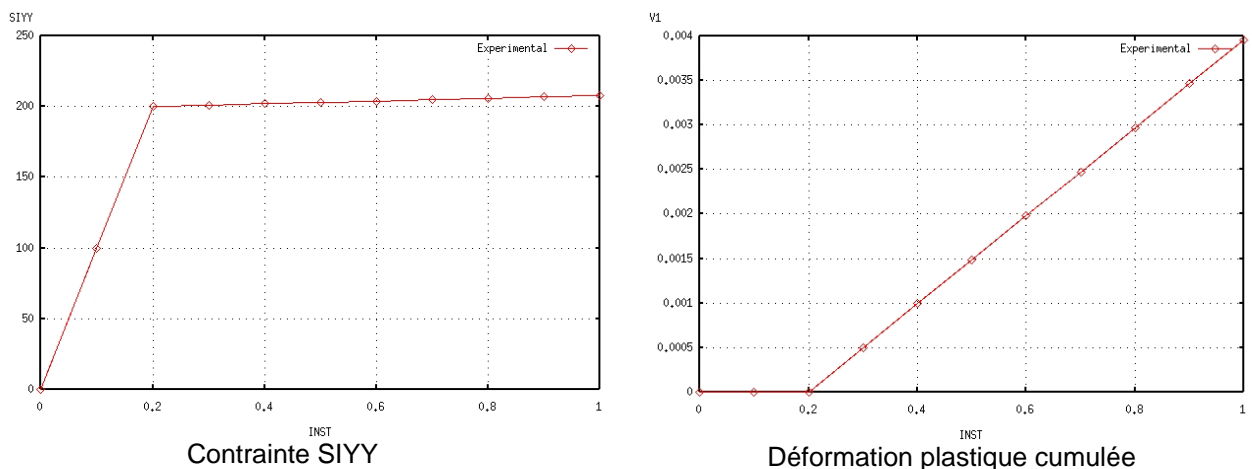 SIYY
250
200
150
100
50
0
Experimental
0 0.2 0.4 0.6 0.8 1
INST
Contrainte SIYY
V1
0.004
0.0035
0.003
0.0025
0.002
0.0015
0.001
0.0005
0
Experimental
0 0.2 0.4 0.6 0.8 1
INST
Déformation plastique cumulée